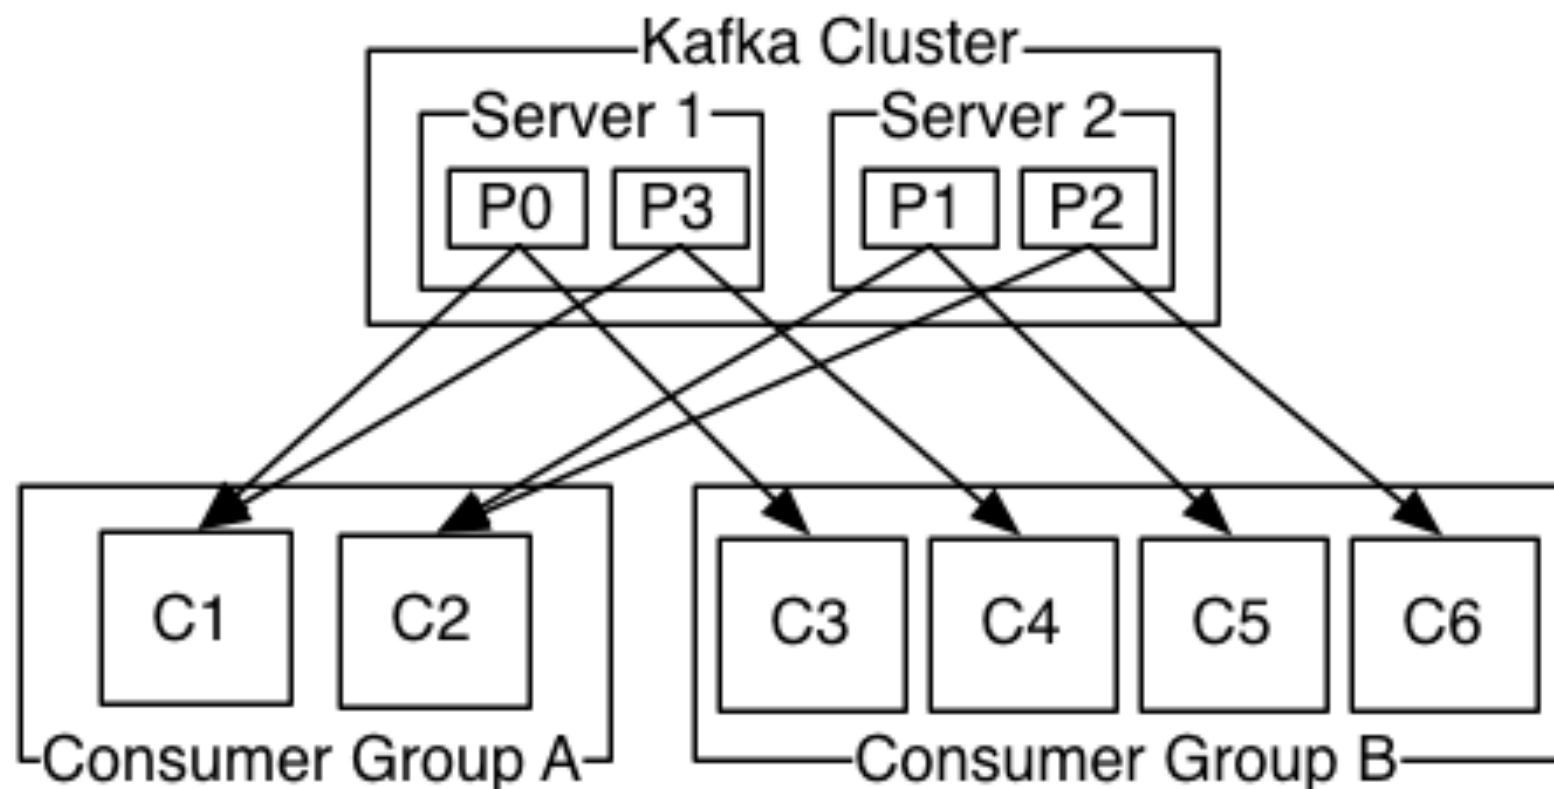 Kafka Cluster
Server 1
Server 2
P0
P3
P1
P2
C1
C2
C3
C4
C5
C6
Consumer Group A
Consumer Group B